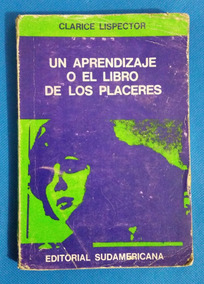 CLARICE LISPECTOR
UN APRENDIZAJE
O EL LIBRO
DE LOS PLACERES
EDITORIAL SUDAMERICANA